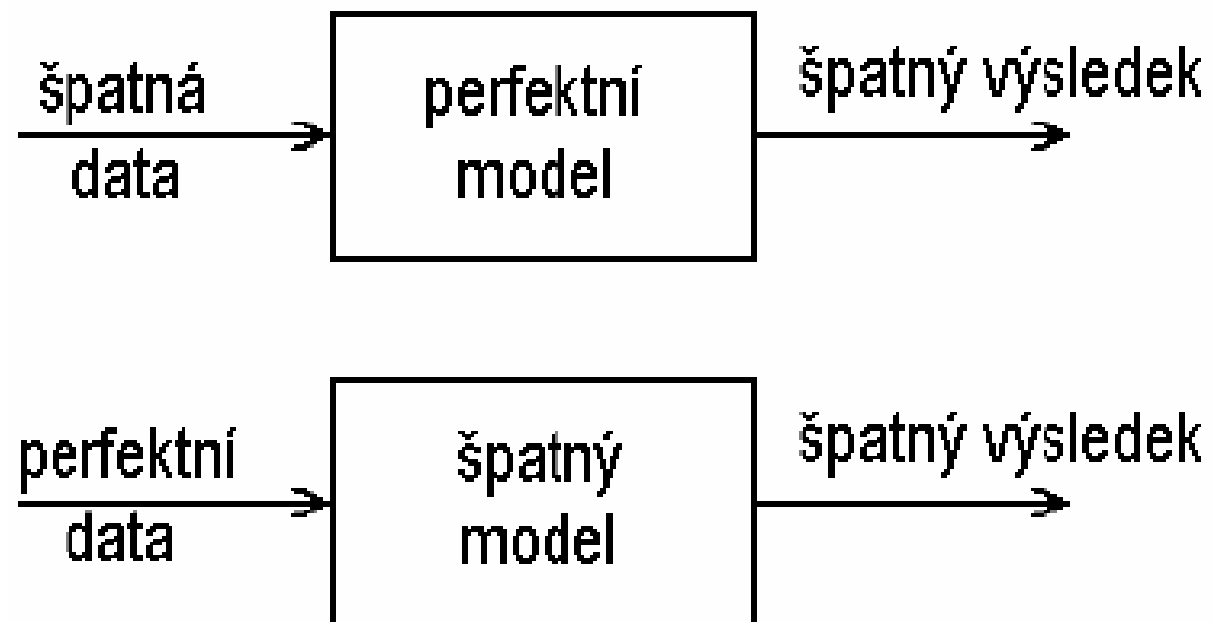 špatná
data
perfektní
model
špatný výsledek
perfektní
data
špatný
model
špatný výsledek